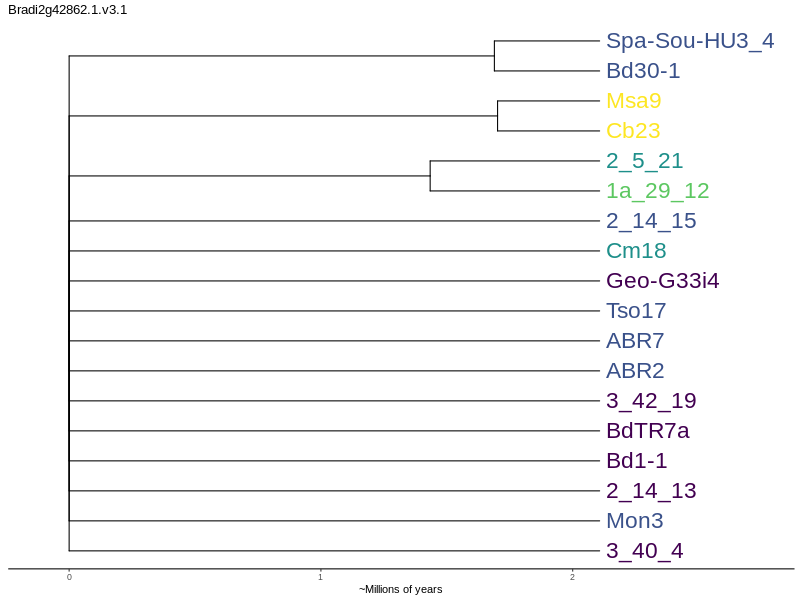 Bradi2g42862.1.v3.1
Spa-Sou-HU3_4
Bd30-1
Msa9
Cb23
2_5_21
1a_29_12
2_14_15
Cm18
Geo-G33i4
Tso17
ABR7
ABR2
3_42_19
BdTR7a
Bd1-1
2_14_13
Mon3
3_40_4
0 1 2
~Millions of years